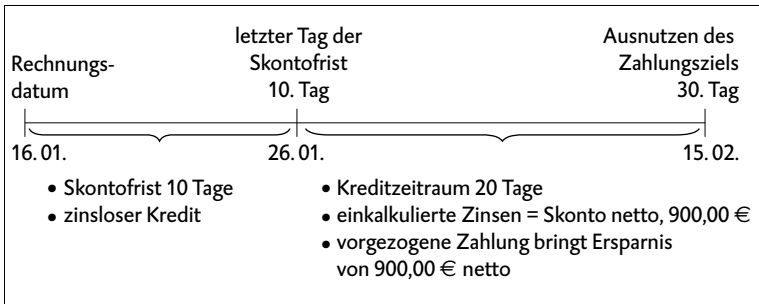 Rechnungs-
datum
letzter Tag der
Skontofrist
10. Tag
Ausnutzen des
Zahlungsziels
30. Tag
16. 01.
26. 01.
15. 02.
• Skontofrist 10 Tage
• zinsloser Kredit
• Kreditzeitraum 20 Tage
• einkalkulierte Zinsen = Skonto netto, 900,00 €
• vorgezogene Zahlung bringt Ersparnis
von 900,00 € netto